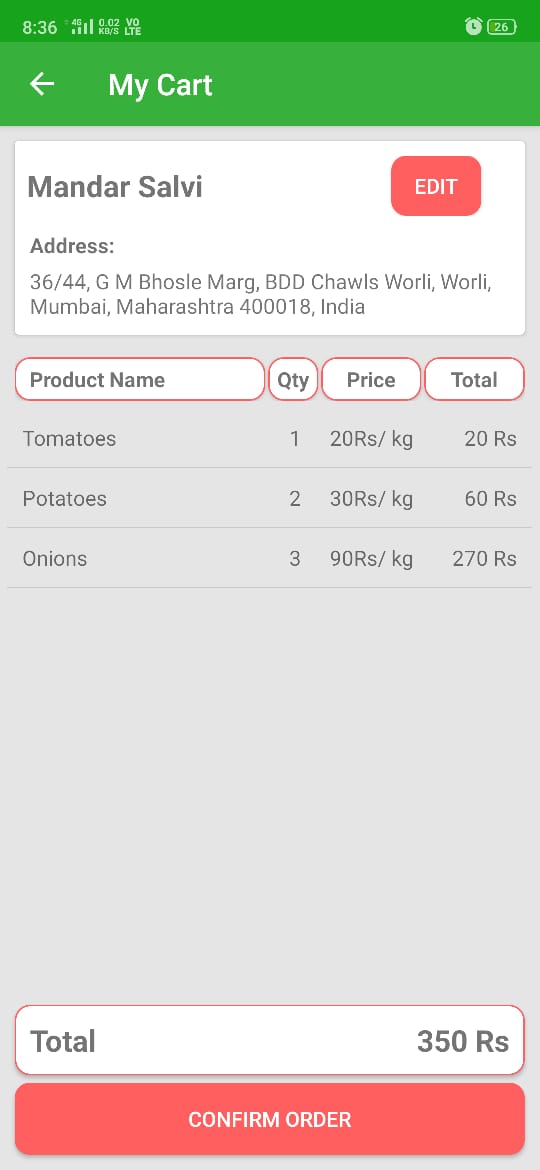 8:36 4G 0.02 KB/S VO LTE 26
My Cart
Mandar Salvi EDIT
Address:
36/44, G M Bhosle Marg, BDD Chawls Worli, Worli,
Mumbai, Maharashtra 400018, India
Product Name Qty Price Total
Tomatoes 1 20Rs/ kg 20 Rs
Potatoes 2 30Rs/ kg 60 Rs
Onions 3 90Rs/ kg 270 Rs
Total 350 Rs
CONFIRM ORDER